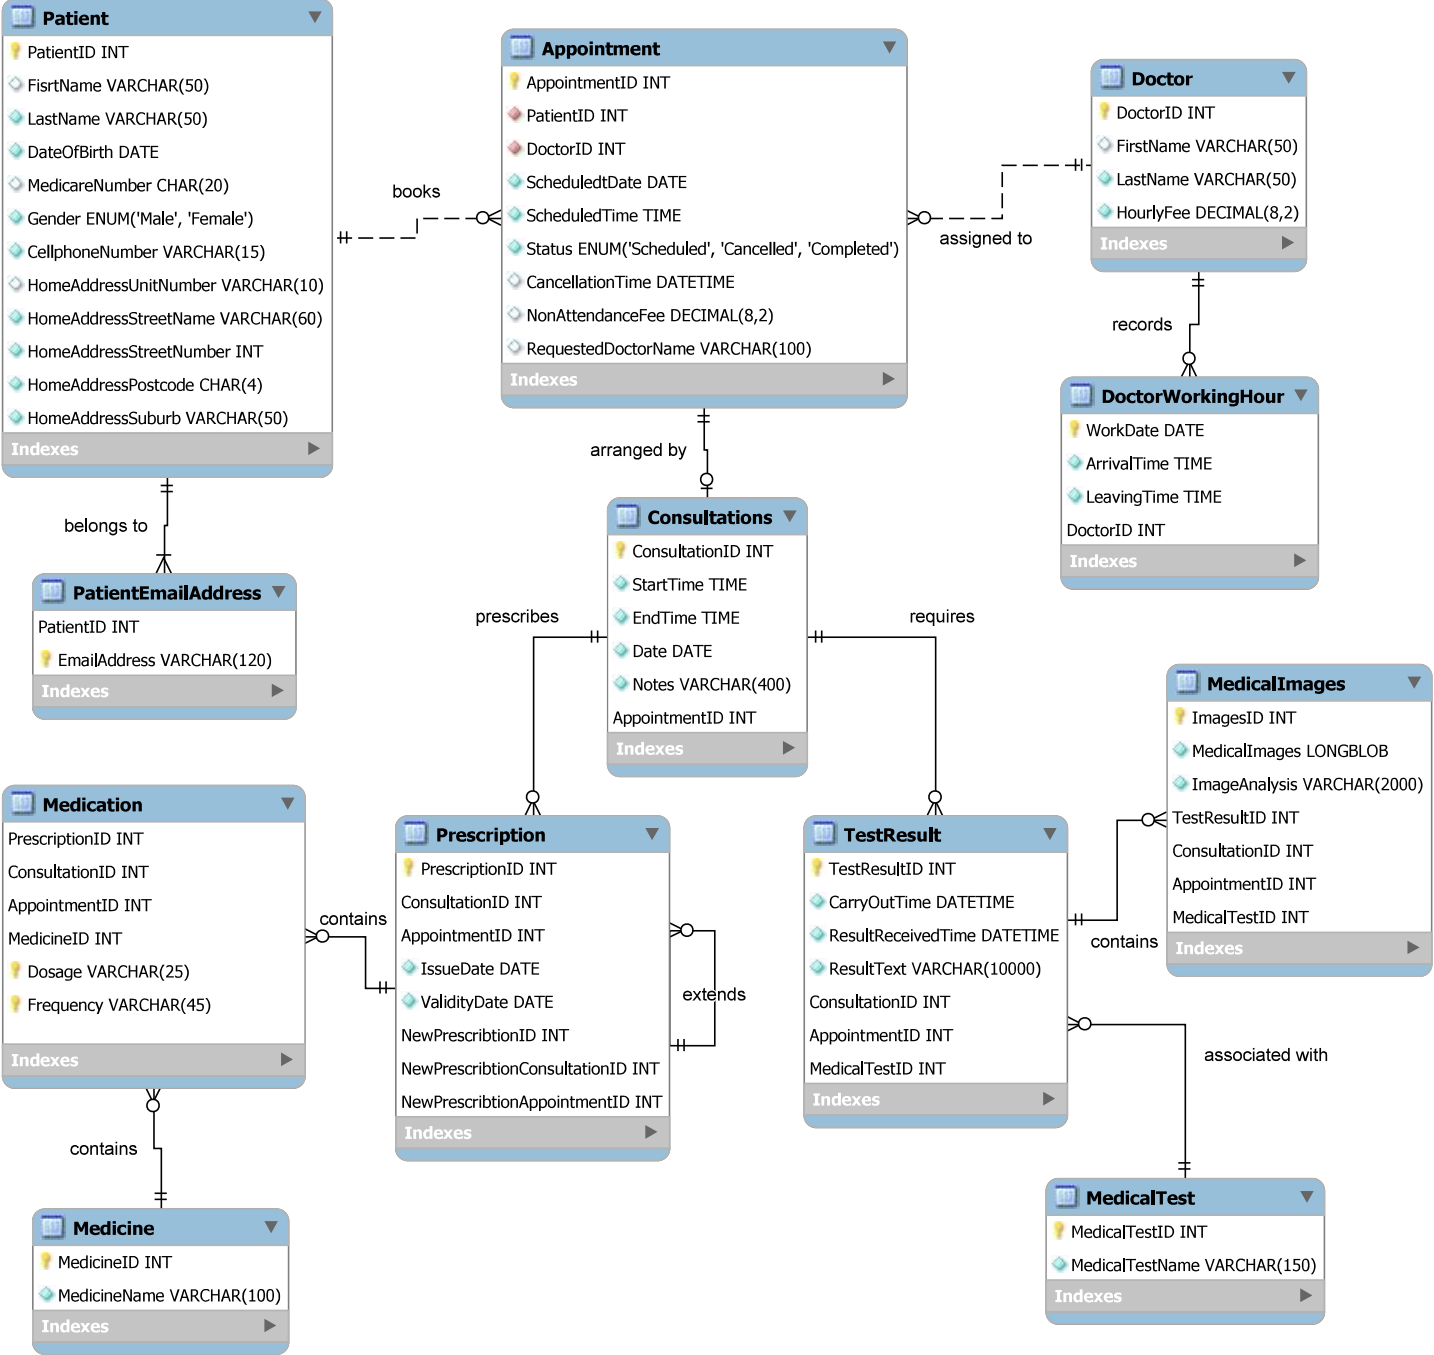 Patient
PatientID INT
FisrtName VARCHAR(50)
LastName VARCHAR(50)
DateOfBirth DATE
MedicareNumber CHAR(20)
Gender ENUM('Male', 'Female')
CellphoneNumber VARCHAR(15)
HomeAddressUnitNumber VARCHAR(10)
HomeAddressStreetName VARCHAR(60)
HomeAddressStreetNumber INT
HomeAddressPostcode CHAR(4)
HomeAddressSuburb VARCHAR(50)
Indexes
books
Appointment
AppointmentID INT
PatientID INT
DoctorID INT
ScheduledtDate DATE
ScheduledTime TIME
Status ENUM('Scheduled', 'Cancelled', 'Completed')
CancellationTime DATETIME
NonAttendanceFee DECIMAL(8,2)
RequestedDoctorName VARCHAR(100)
Indexes
assigned to
Doctor
DoctorID INT
FirstName VARCHAR(50)
LastName VARCHAR(50)
HourlyFee DECIMAL(8,2)
Indexes
records
DoctorWorkingHour
WorkDate DATE
ArrivalTime TIME
LeavingTime TIME
DoctorID INT
Indexes
belongs to
PatientEmailAddress
PatientID INT
EmailAddress VARCHAR(120)
Indexes
arranged by
Consultations
ConsultationID INT
StartTime TIME
EndTime TIME
Date DATE
Notes VARCHAR(400)
AppointmentID INT
Indexes
prescribes
requires
MedicalImages
ImagesID INT
MedicalImages LONGBLOB
ImageAnalysis VARCHAR(2000)
TestResultID INT
ConsultationID INT
AppointmentID INT
MedicalTestID INT
Indexes
Medication
PrescriptionID INT
ConsultationID INT
AppointmentID INT
MedicineID INT
Dosage VARCHAR(25)
Frequency VARCHAR(45)
Indexes
contains
Prescription
PrescriptionID INT
ConsultationID INT
AppointmentID INT
IssueDate DATE
ValidityDate DATE
NewPrescribtionID INT
NewPrescribtionConsultationID INT
NewPrescribtionAppointmentID INT
Indexes
extends
TestResult
TestResultID INT
CarryOutTime DATETIME
ResultReceivedTime DATETIME
ResultText VARCHAR(10000)
ConsultationID INT
AppointmentID INT
MedicalTestID INT
Indexes
contains
associated with
contains
Medicine
MedicineID INT
MedicineName VARCHAR(100)
Indexes
MedicalTest
MedicalTestID INT
MedicalTestName VARCHAR(150)
Indexes